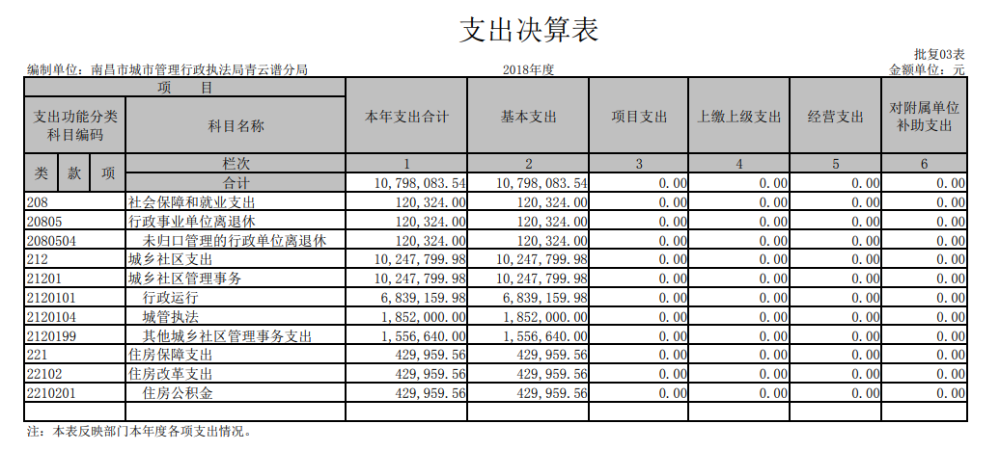 支出决算表
批复03表
编制单位：南昌市城市管理行政执法局青云谱分局 2018年度 金额单位：元
项 目 本年支出合计 基本支出 项目支出 上缴上级支出 经营支出 对附属单位补助支出
支出功能分类科目编码 科目名称
类 款 项 栏次 1 2 3 4 5 6
合计 10,798,083.54 10,798,083.54 0.00 0.00 0.00 0.00
208 社会保障和就业支出 120,324.00 120,324.00 0.00 0.00 0.00 0.00
20805 行政事业单位离退休 120,324.00 120,324.00 0.00 0.00 0.00 0.00
2080504 未归口管理的行政单位离退休 120,324.00 120,324.00 0.00 0.00 0.00 0.00
212 城乡社区支出 10,247,799.98 10,247,799.98 0.00 0.00 0.00 0.00
21201 城乡社区管理事务 10,247,799.98 10,247,799.98 0.00 0.00 0.00 0.00
2120101 行政运行 6,839,159.98 6,839,159.98 0.00 0.00 0.00 0.00
2120104 城管执法 1,852,000.00 1,852,000.00 0.00 0.00 0.00 0.00
2120199 其他城乡社区管理事务支出 1,556,640.00 1,556,640.00 0.00 0.00 0.00 0.00
221 住房保障支出 429,959.56 429,959.56 0.00 0.00 0.00 0.00
22102 住房改革支出 429,959.56 429,959.56 0.00 0.00 0.00 0.00
2210201 住房公积金 429,959.56 429,959.56 0.00 0.00 0.00 0.00
注：本表反映部门本年度各项支出情况。